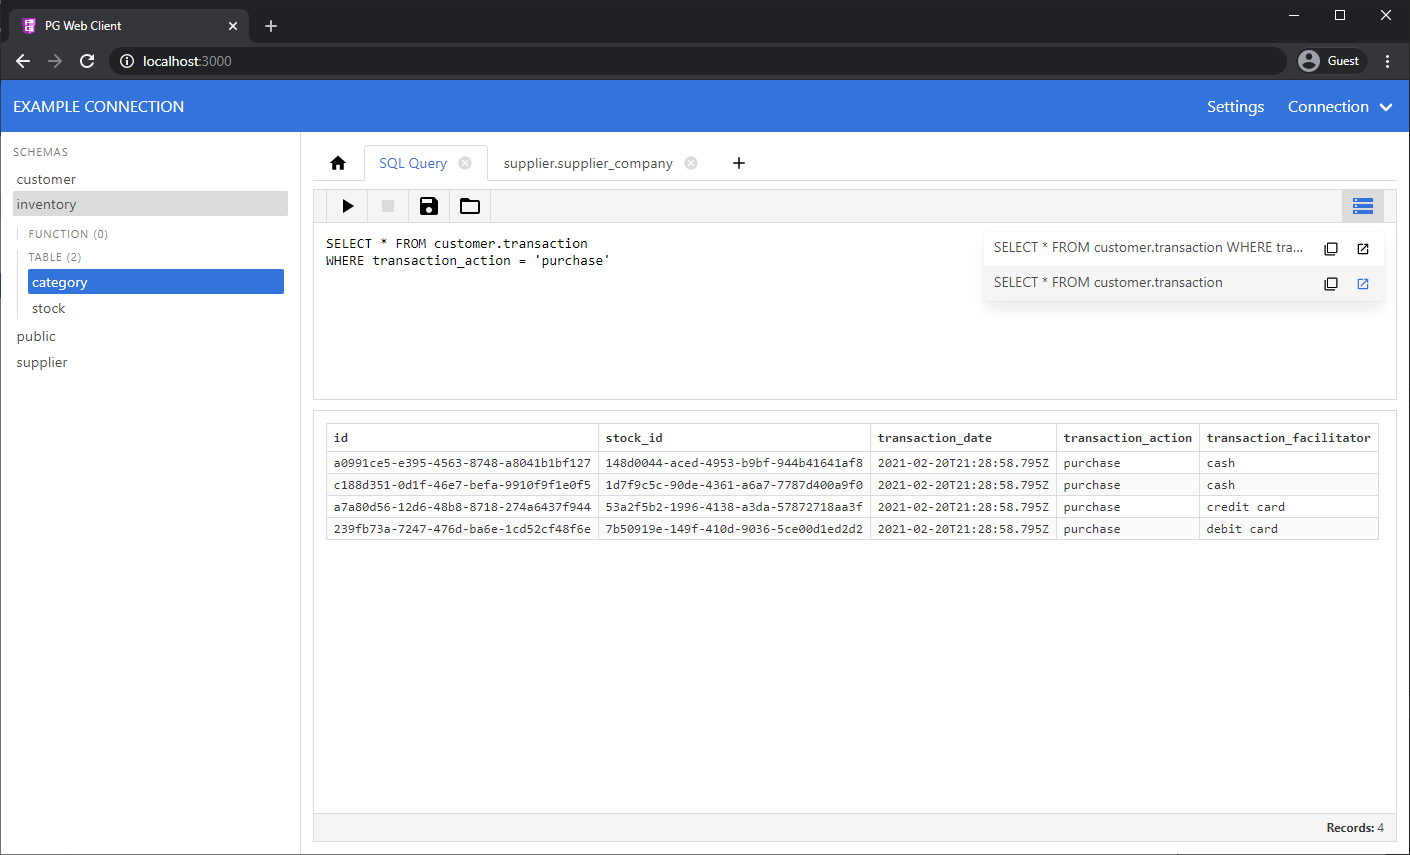 PG Web Client
localhost:3000
Guest
EXAMPLE CONNECTION
Settings
Connection
SCHEMAS
customer
inventory
FUNCTION (0)
TABLE (2)
category
stock
public
supplier
SQL Query
supplier.supplier_company
SELECT * FROM customer.transaction
WHERE transaction_action = 'purchase'
SELECT * FROM customer.transaction WHERE tra...
SELECT * FROM customer.transaction
id stock_id transaction_date transaction_action transaction_facilitator
a0991ce5-e395-4563-8748-a8041b1bf127 148d0044-aced-4953-b9bf-944b41641af8 2021-02-20T21:28:58.795Z purchase cash
c188d351-0d1f-46e7-befa-9910f9f1e0f5 1d7f9c5c-90de-4361-a6a7-7787d400a9f0 2021-02-20T21:28:58.795Z purchase cash
a7a80d56-12d6-48b8-8718-274a6437f944 53a2f5b2-1996-4138-a3da-57872718aa3f 2021-02-20T21:28:58.795Z purchase credit card
239fb73a-7247-476d-ba6e-1cd52cf48f6e 7b50919e-149f-410d-9036-5ce00d1ed2d2 2021-02-20T21:28:58.795Z purchase debit card
Records: 4